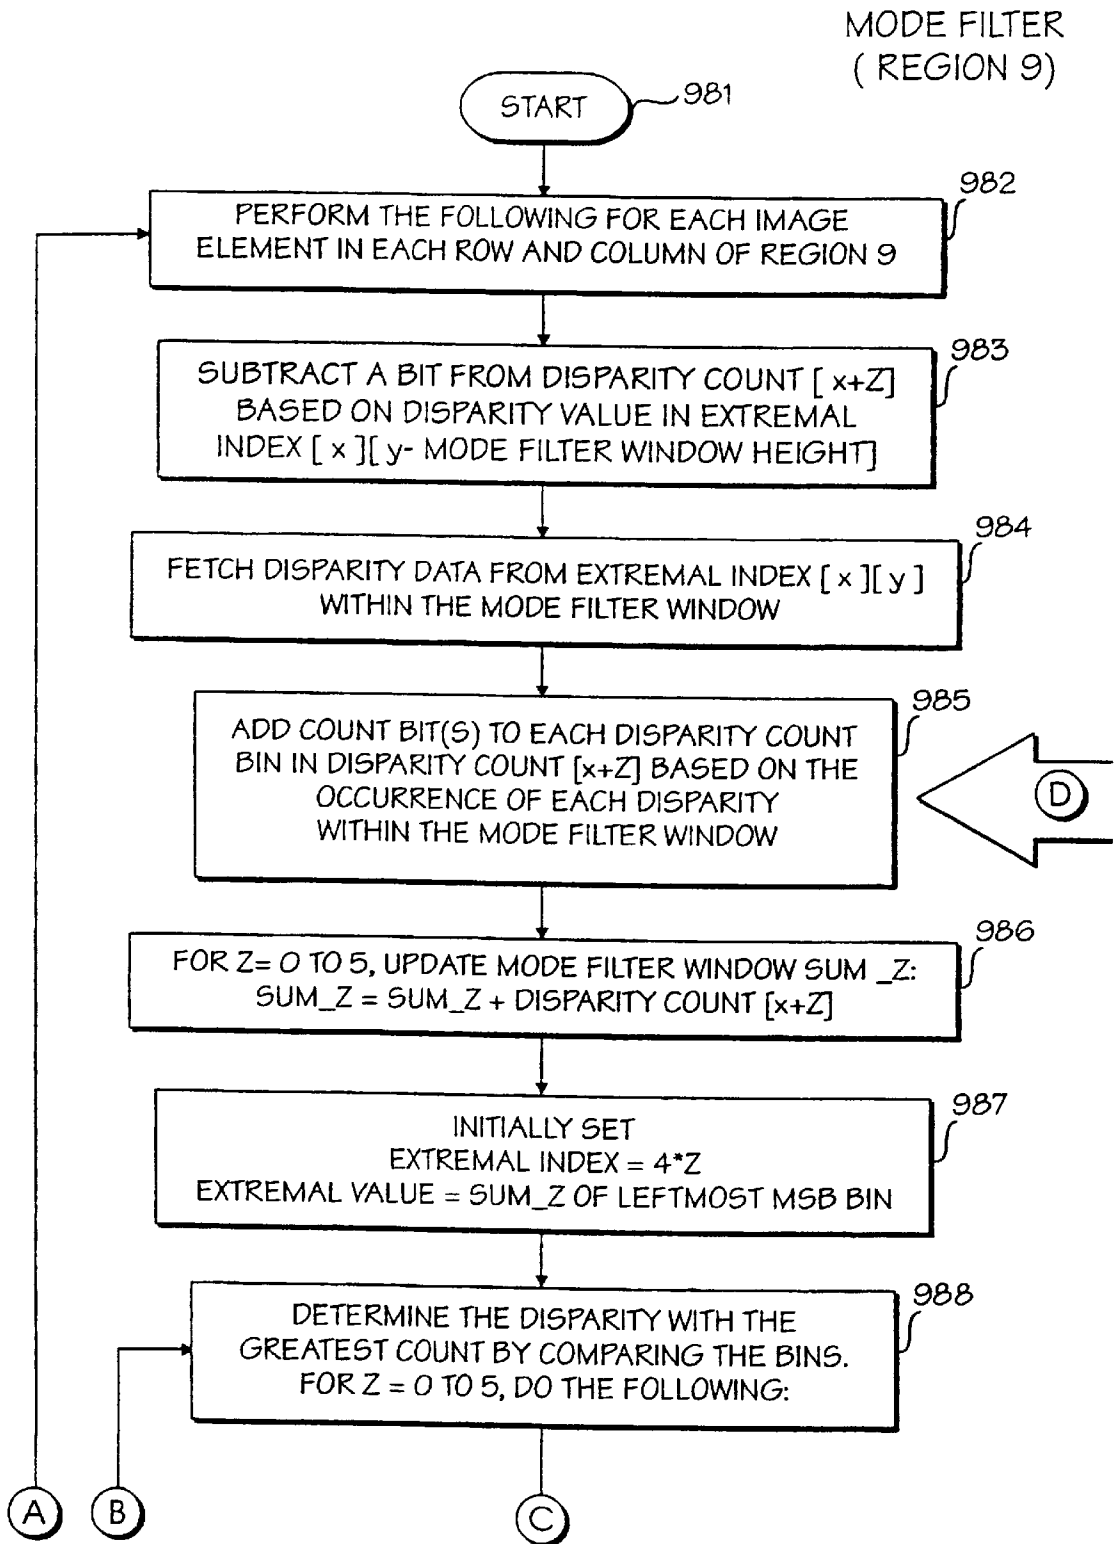 MODE FILTER
( REGION 9)
START
981
982
PERFORM THE FOLLOWING FOR EACH IMAGE
ELEMENT IN EACH ROW AND COLUMN OF REGION 9
983
SUBTRACT A BIT FROM DISPARITY COUNT [ x+Z]
BASED ON DISPARITY VALUE IN EXTREMAL
INDEX [ x ][ y- MODE FILTER WINDOW HEIGHT]
984
FETCH DISPARITY DATA FROM EXTREMAL INDEX [ x ][ y ]
WITHIN THE MODE FILTER WINDOW
985
ADD COUNT BIT(S) TO EACH DISPARITY COUNT
BIN IN DISPARITY COUNT [x+Z] BASED ON THE
OCCURRENCE OF EACH DISPARITY
WITHIN THE MODE FILTER WINDOW
D
986
FOR Z= 0 TO 5, UPDATE MODE FILTER WINDOW SUM _Z:
SUM_Z = SUM_Z + DISPARITY COUNT [x+Z]
987
INITIALLY SET
EXTREMAL INDEX = 4*Z
EXTREMAL VALUE = SUM_Z OF LEFTMOST MSB BIN
988
DETERMINE THE DISPARITY WITH THE
GREATEST COUNT BY COMPARING THE BINS.
FOR Z = 0 TO 5, DO THE FOLLOWING:
A
B
C